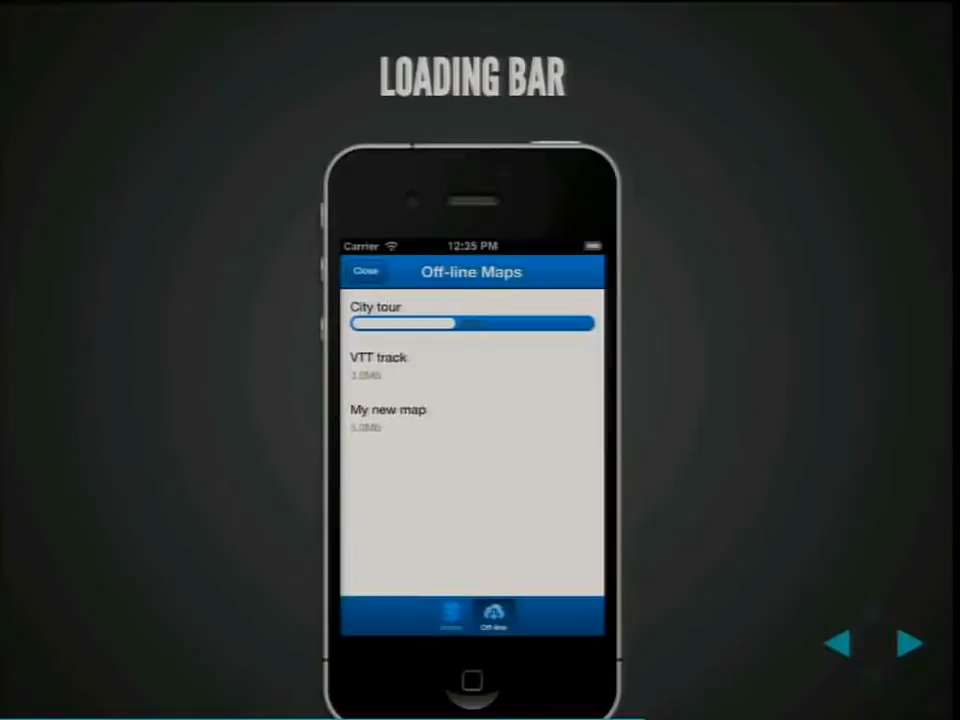 LOADING BAR
Carrier 12:35 PM
Close Off-line Maps
City tour
VTT track
3.0Mb
My new map
5.0Mb
Off-line